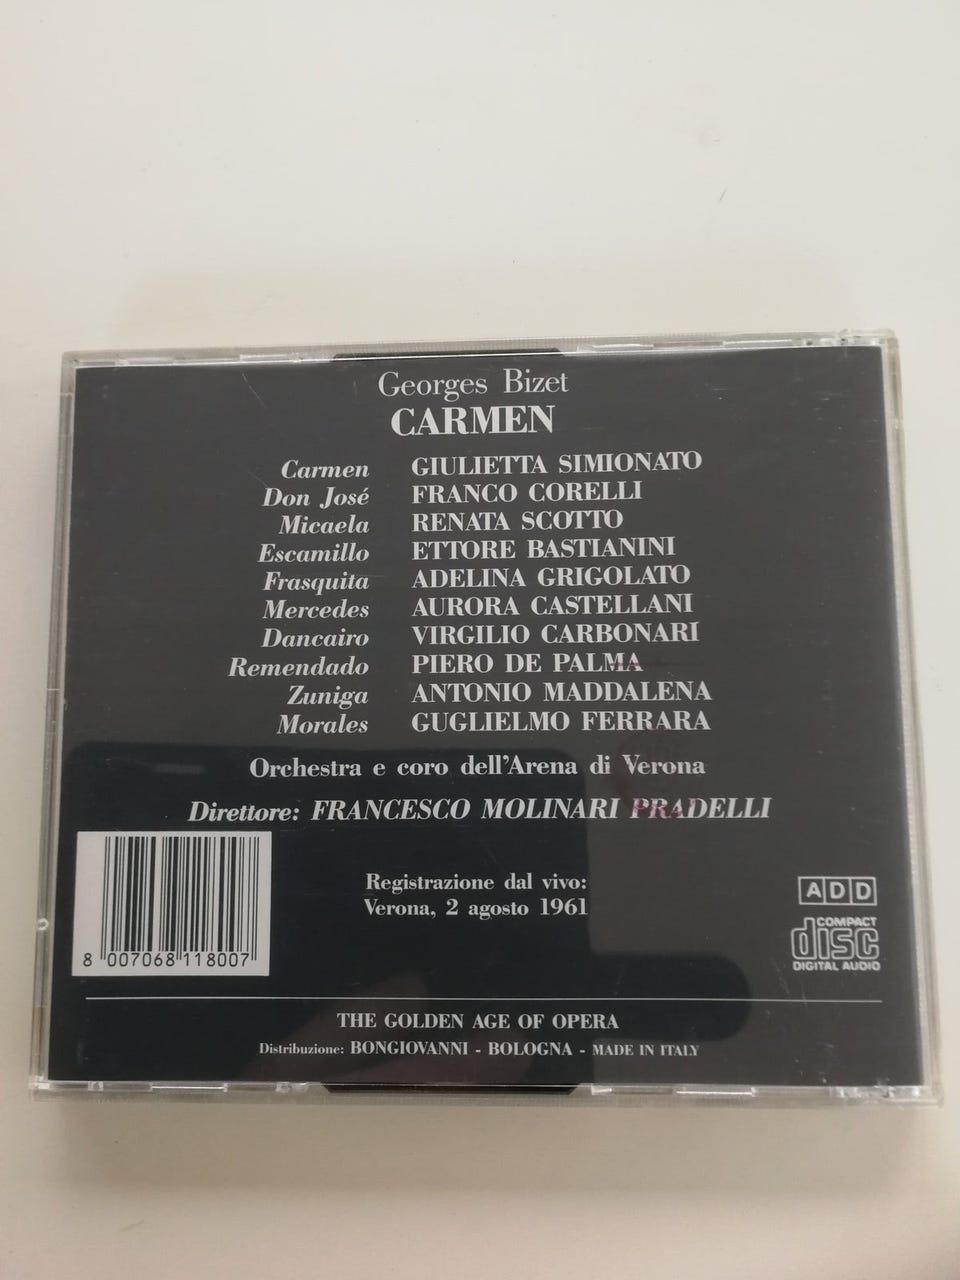 Georges Bizet
CARMEN
Carmen GIULIETTA SIMIONATO
Don José FRANCO CORELLI
Micaela RENATA SCOTTO
Escamillo ETTORE BASTIANINI
Frasquita ADELINA GRIGOLATO
Mercedes AURORA CASTELLANI
Dancairo VIRGILIO CARBONARI
Remendado PIERO DE PALMA
Zuniga ANTONIO MADDALENA
Morales GUGLIELMO FERRARA
Orchestra e coro dell'Arena di Verona
Direttore: FRANCESCO MOLINARI PRADELLI
Registrazione dal vivo:
Verona, 2 agosto 1961
8 007068 118007
ADD
COMPACT
disc
DIGITAL AUDIO
THE GOLDEN AGE OF OPERA
Distribuzione: BONGIOVANNI - BOLOGNA - MADE IN ITALY